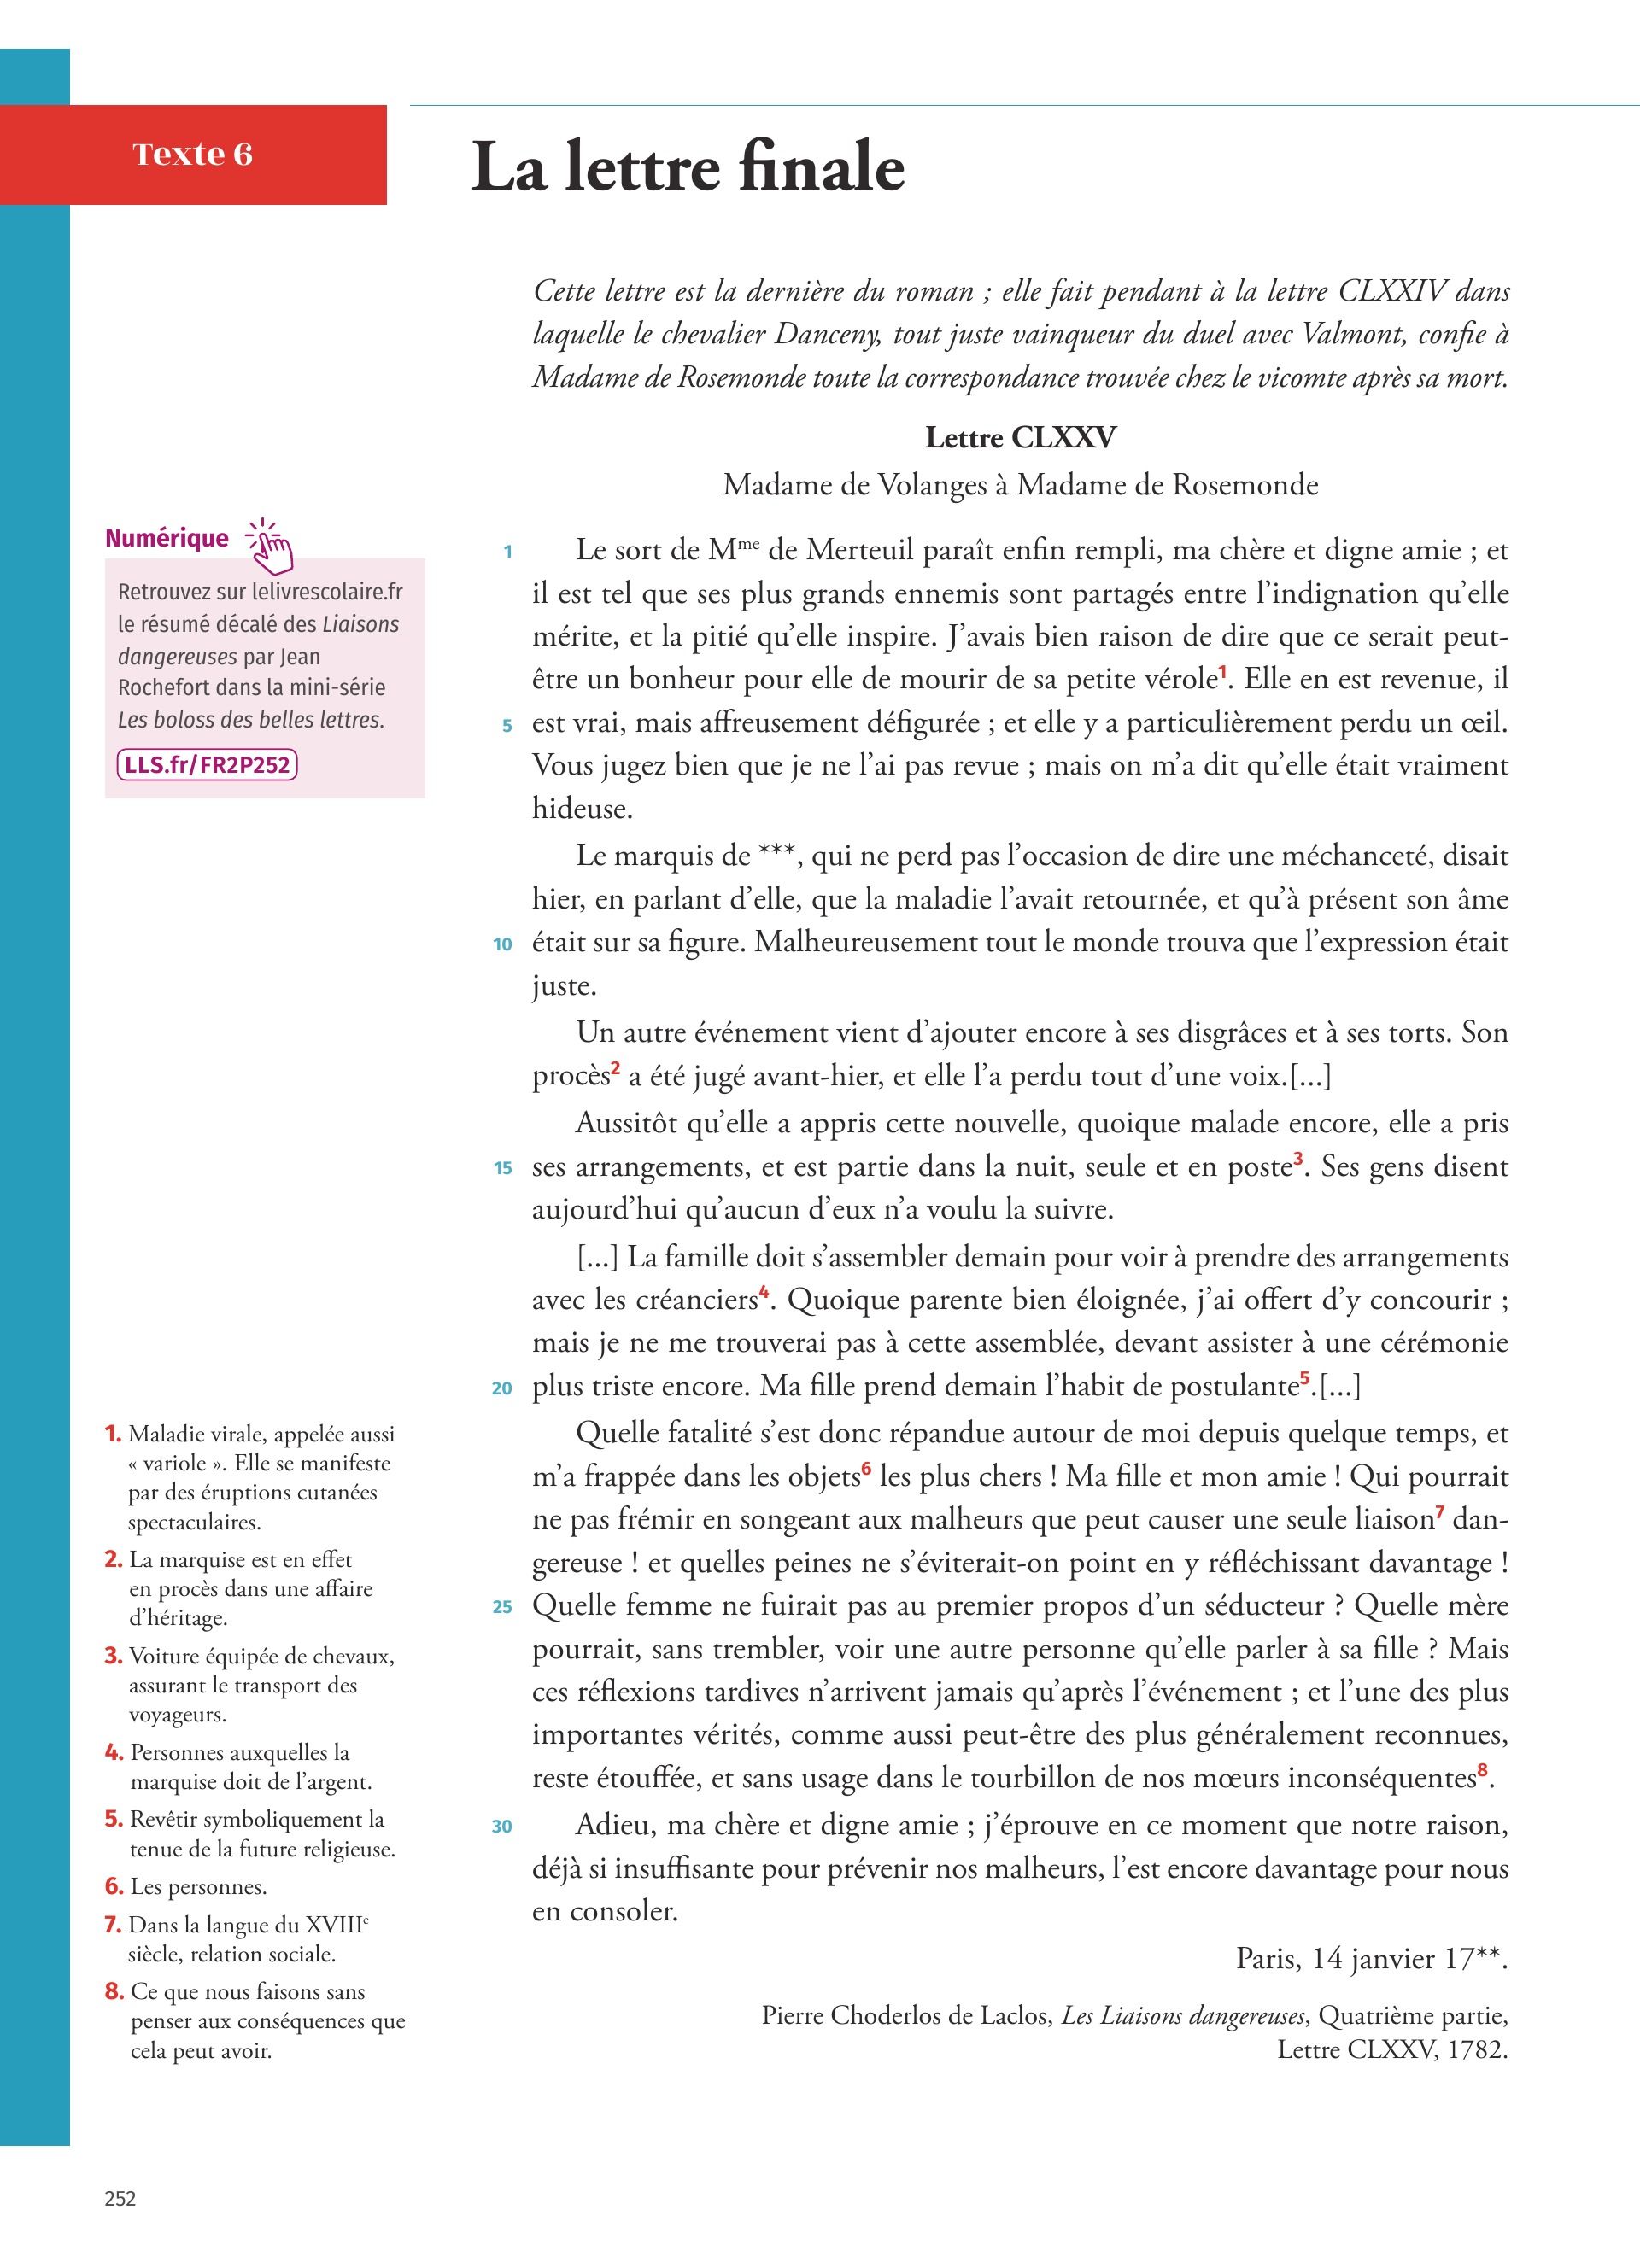 Texte 6
La lettre finale
Cette lettre est la dernière du roman ; elle fait pendant à la lettre CLXXIV dans
laquelle le chevalier Danceny, tout juste vainqueur du duel avec Valmont, confie à
Madame de Rosemonde toute la correspondance trouvée chez le vicomte après sa mort.
Lettre CLXXV
Madame de Volanges à Madame de Rosemonde
Numérique
Retrouvez sur lelivrescolaire.fr
le résumé décalé des Liaisons
dangereuses par Jean
Rochefort dans la mini-série
Les boloss des belles lettres.
LLS.fr/FR2P252
1 Le sort de Mme de Merteuil paraît enfin rempli, ma chère et digne amie ; et
il est tel que ses plus grands ennemis sont partagés entre l’indignation qu’elle
mérite, et la pitié qu’elle inspire. J’avais bien raison de dire que ce serait peut-
être un bonheur pour elle de mourir de sa petite vérole1. Elle en est revenue, il
5 est vrai, mais affreusement défigurée ; et elle y a particulièrement perdu un œil.
Vous jugez bien que je ne l’ai pas revue ; mais on m’a dit qu’elle était vraiment
hideuse.
Le marquis de ***, qui ne perd pas l’occasion de dire une méchanceté, disait
hier, en parlant d’elle, que la maladie l’avait retournée, et qu’à présent son âme
10 était sur sa figure. Malheureusement tout le monde trouva que l’expression était
juste.
Un autre événement vient d’ajouter encore à ses disgrâces et à ses torts. Son
procès2 a été jugé avant-hier, et elle l’a perdu tout d’une voix.[...]
Aussitôt qu’elle a appris cette nouvelle, quoique malade encore, elle a pris
15 ses arrangements, et est partie dans la nuit, seule et en poste3. Ses gens disent
aujourd’hui qu’aucun d’eux n’a voulu la suivre.
[...] La famille doit s’assembler demain pour voir à prendre des arrangements
avec les créanciers4. Quoique parente bien éloignée, j’ai offert d’y concourir ;
mais je ne me trouverai pas à cette assemblée, devant assister à une cérémonie
20 plus triste encore. Ma fille prend demain l’habit de postulante5.[...]
Quelle fatalité s’est donc répandue autour de moi depuis quelque temps, et
m’a frappée dans les objets6 les plus chers ! Ma fille et mon amie ! Qui pourrait
ne pas frémir en songeant aux malheurs que peut causer une seule liaison7 dan-
gereuse ! et quelles peines ne s’éviterait-on point en y réfléchissant davantage !
25 Quelle femme ne fuirait pas au premier propos d’un séducteur ? Quelle mère
pourrait, sans trembler, voir une autre personne qu’elle parler à sa fille ? Mais
ces réflexions tardives n’arrivent jamais qu’après l’événement ; et l’une des plus
importantes vérités, comme aussi peut-être des plus généralement reconnues,
reste étouffée, et sans usage dans le tourbillon de nos mœurs inconséquentes8.
30 Adieu, ma chère et digne amie ; j’éprouve en ce moment que notre raison,
déjà si insuffisante pour prévenir nos malheurs, l’est encore davantage pour nous
en consoler.
Paris, 14 janvier 17**.
Pierre Choderlos de Laclos, Les Liaisons dangereuses, Quatrième partie,
Lettre CLXXV, 1782.
1. Maladie virale, appelée aussi
« variole ». Elle se manifeste
par des éruptions cutanées
spectaculaires.
2. La marquise est en effet
en procès dans une affaire
d’héritage.
3. Voiture équipée de chevaux,
assurant le transport des
voyageurs.
4. Personnes auxquelles la
marquise doit de l’argent.
5. Revêtir symboliquement la
tenue de la future religieuse.
6. Les personnes.
7. Dans la langue du XVIIIe
siècle, relation sociale.
8. Ce que nous faisons sans
penser aux conséquences que
cela peut avoir.
252